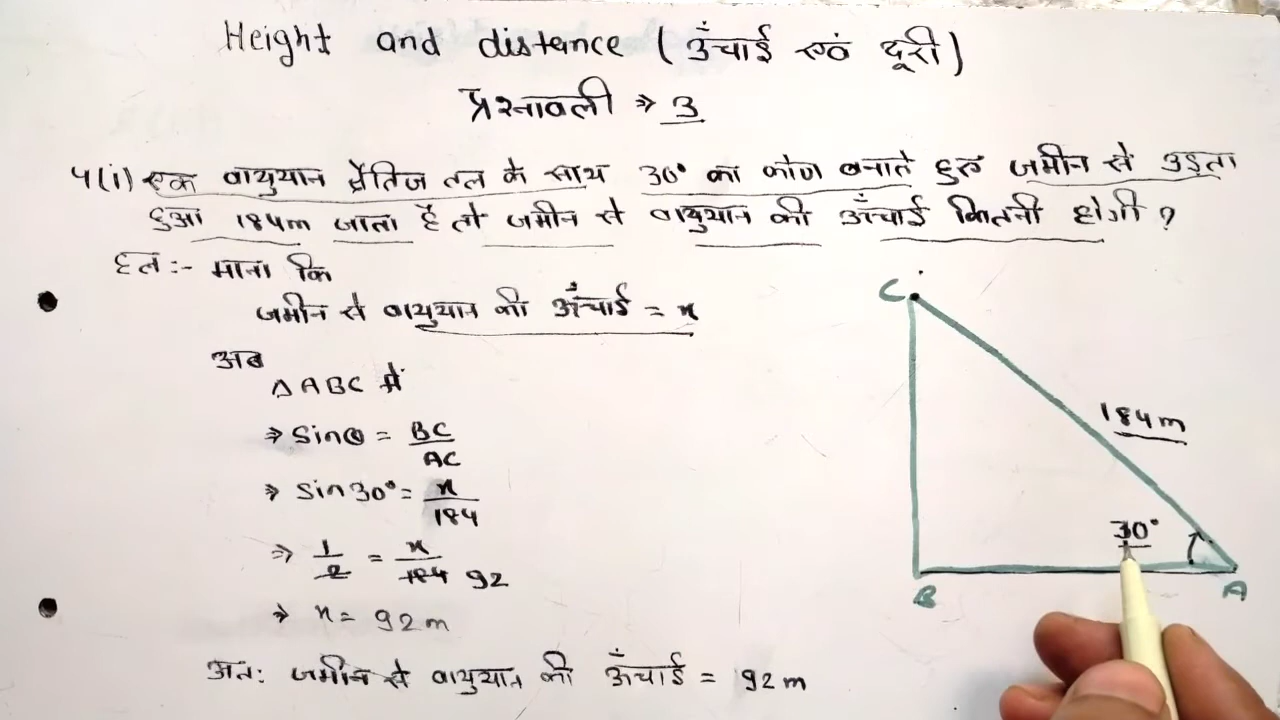 Height and distance (ऊँचाई एवं दूरी)
प्रश्नावली ⇒ 3
4(i) एक वायुयान क्षैतिज तल के साथ 30° का कोण बनाते हुए जमीन से उड़ता
हुआ 184m जाता है तो जमीन से वायुयान की ऊँचाई कितनी होगी ?
हल :- माना कि
जमीन से वायुयान की ऊँचाई = x
अब
△ ABC में
⇒ Sinθ = BC/AC
⇒ Sin30° = x/184
⇒ 1/2 = x/184 92
⇒ x = 92m
अतः जमीन से वायुयान की ऊँचाई = 92m
C
184m
30°
B A